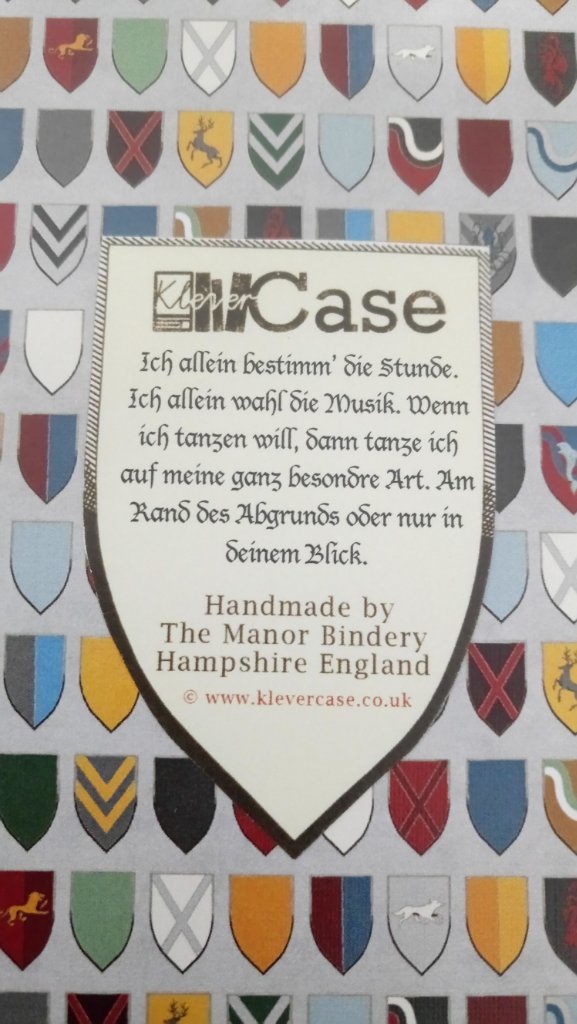 KleverCase
Ich allein bestimm' die Stunde.
Ich allein wahl die Musik. Wenn
ich tanzen will, dann tanze ich
auf meine ganz besondre Art. Am
Rand des Abgrunds oder nur in
deinem Blick.
Handmade by
The Manor Bindery
Hampshire England
© www.klevercase.co.uk